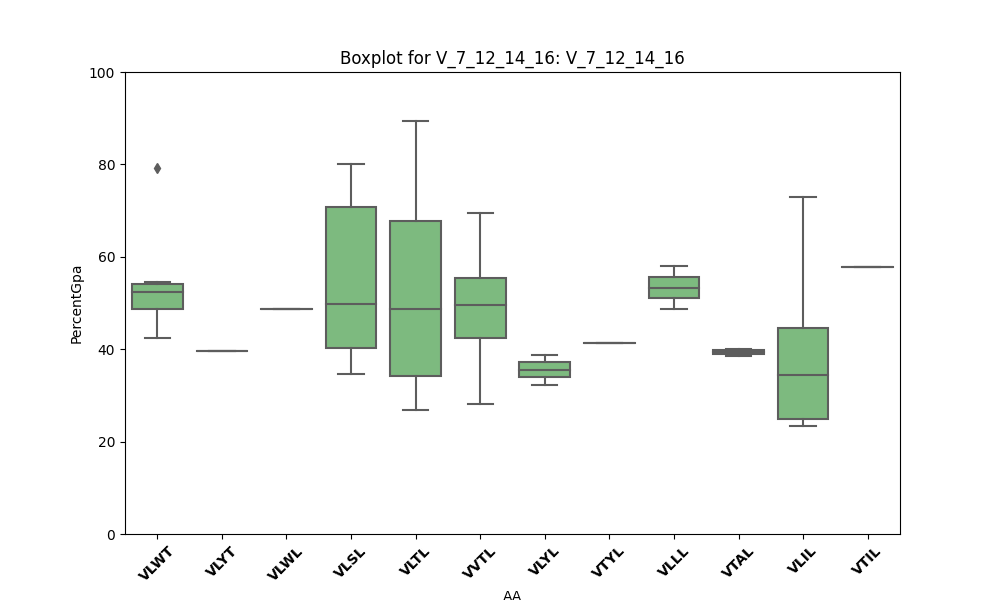 Boxplot for V_7_12_14_16: V_7_12_14_16
100
80
60
40
20
0
PercentGpa
VLWT
VLYT
VLWL
VLSL
VLTL
VVTL
VLYL
VTYL
VLLL
VTAL
VLIL
VTIL
AA